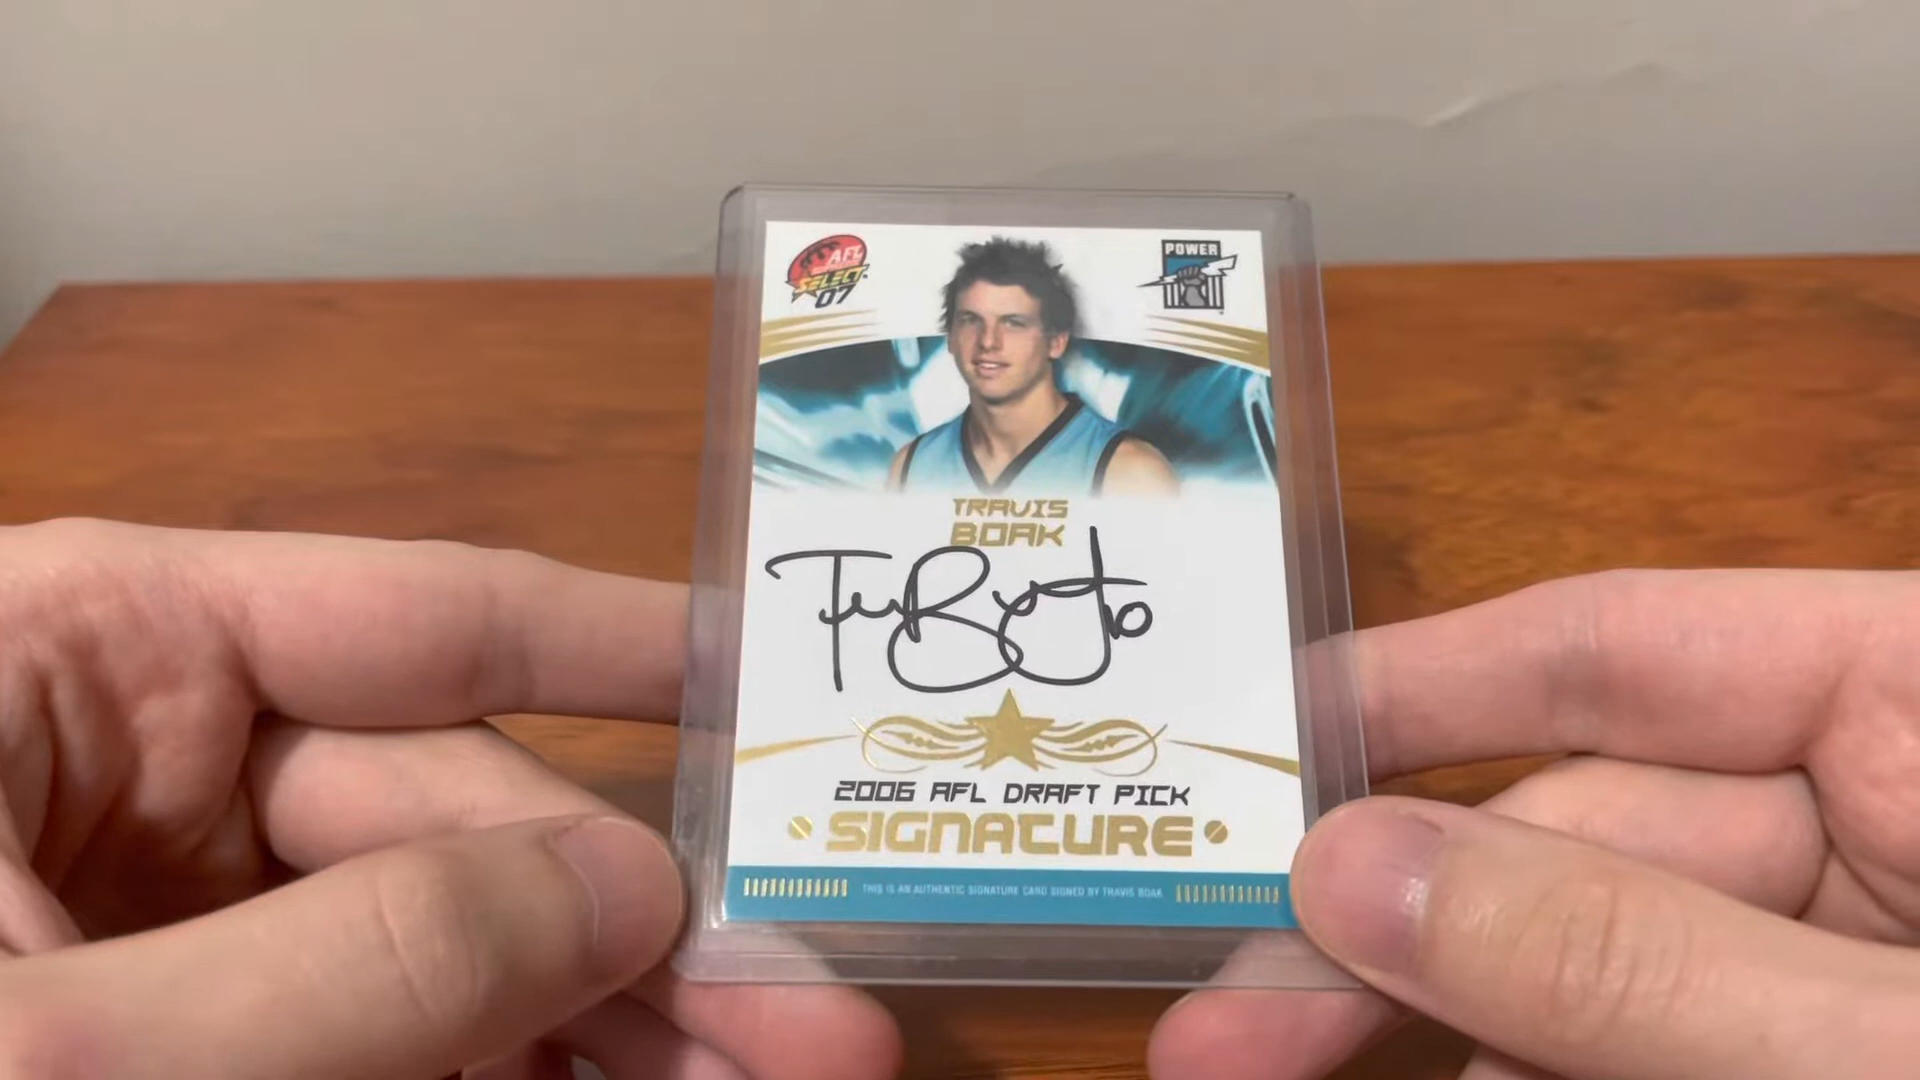 AFL
SELECT
07
POWER
TRAVIS
BOAK
10
2006 AFL DRAFT PICK
SIGNATURE
THIS IS AN AUTHENTIC SIGNATURE CARD SIGNED BY TRAVIS BOAK